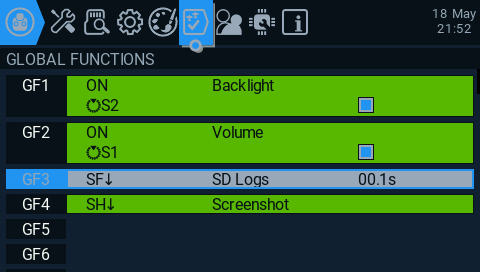 18 May
21:52
GLOBAL FUNCTIONS
GF1 ON Backlight
S2
GF2 ON Volume
S1
GF3 SF↓ SD Logs 00.1s
GF4 SH↓ Screenshot
GF5
GF6